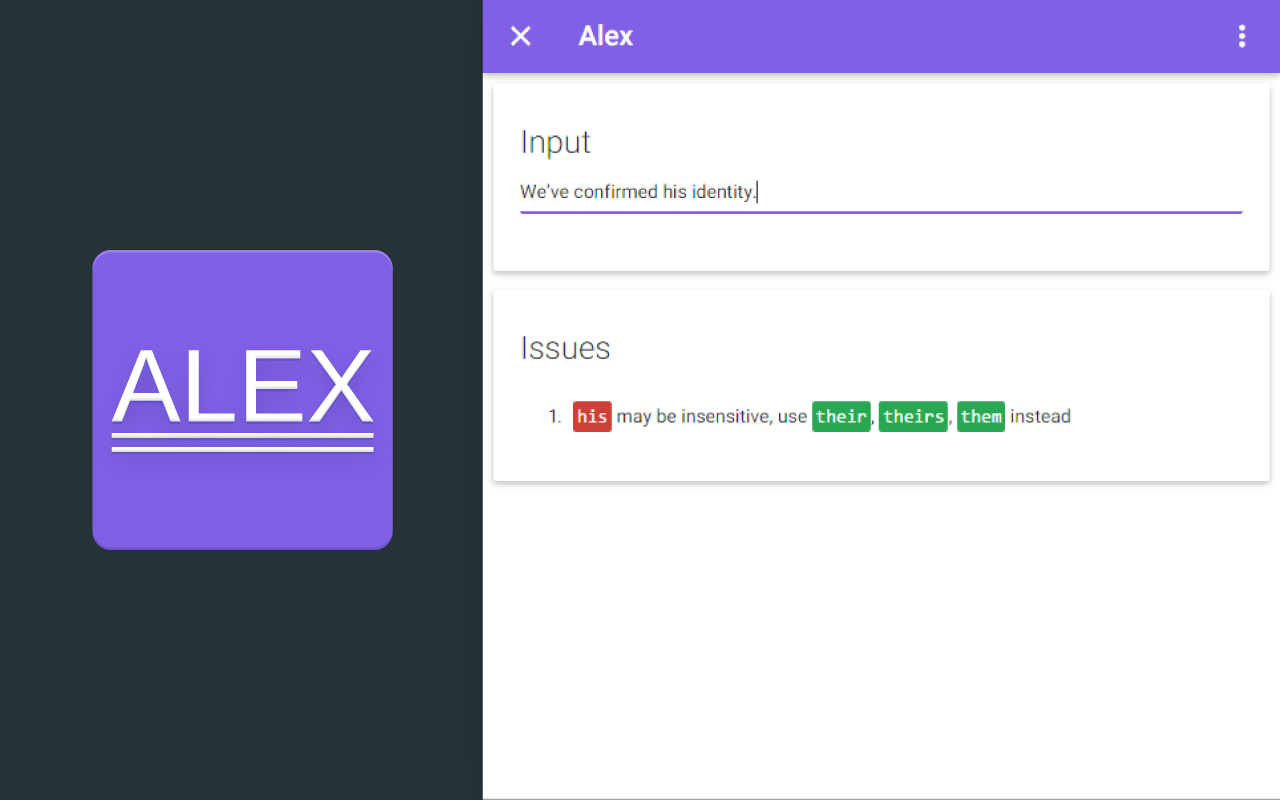 ALEX
Alex
Input
We've confirmed his identity.
Issues
1. his may be insensitive, use their, theirs, them instead